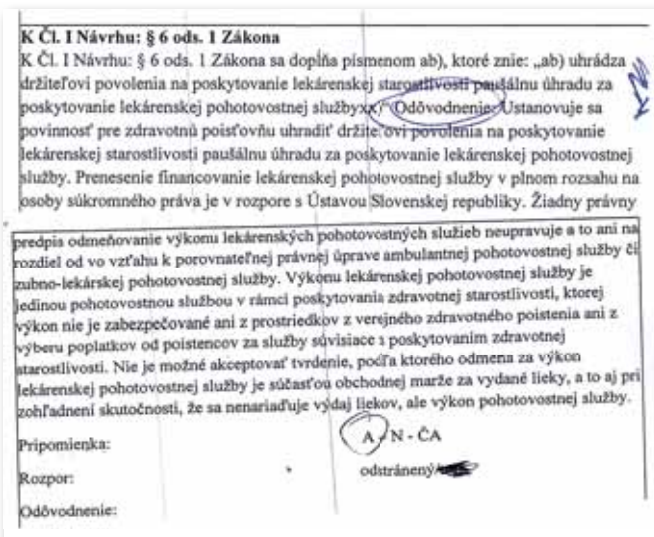 K Čl. I Návrhu: § 6 ods. 1 Zákona
K Čl. I Návrhu: § 6 ods. 1 Zákona sa dopĺňa písmenom ab), ktoré znie: „ab) uhrádza
držiteľovi povolenia na poskytovanie lekárenskej starostlivosti paušálnu úhradu za
poskytovanie lekárenskej pohotovostnej službyxx)“ Odôvodnenie: Ustanovuje sa
povinnosť pre zdravotnú poisťovňu uhradiť držiteľovi povolenia na poskytovanie
lekárenskej starostlivosti paušálnu úhradu za poskytovanie lekárenskej pohotovostnej
služby. Prenesenie financovanie lekárenskej pohotovostnej služby v plnom rozsahu na
osoby súkromného práva je v rozpore s Ústavou Slovenskej republiky. Žiadny právny
predpis odmeňovanie výkonu lekárenských pohotovostných služieb neupravuje a to ani na
rozdiel od vo vzťahu k porovnateľnej právnej úprave ambulantnej pohotovostnej služby či
zubno-lekárskej pohotovostnej služby. Výkonu lekárenskej pohotovostnej služby je
jedinou pohotovostnou službou v rámci poskytovania zdravotnej starostlivosti, ktorej
výkon nie je zabezpečované ani z prostriedkov z verejného zdravotného poistenia ani z
výberu poplatkov od poistencov za služby súvisiace s poskytovaním zdravotnej
starostlivosti. Nie je možné akceptovať tvrdenie, podľa ktorého odmena za výkon
lekárenskej pohotovostnej služby je súčasťou obchodnej marže za vydané lieky, a to aj pri
zohľadnení skutočnosti, že sa nenariaďuje výdaj liekov, ale výkon pohotovostnej služby.
Pripomienka: A - N - ČA
Rozpor: odstránený/
Odôvodnenie: